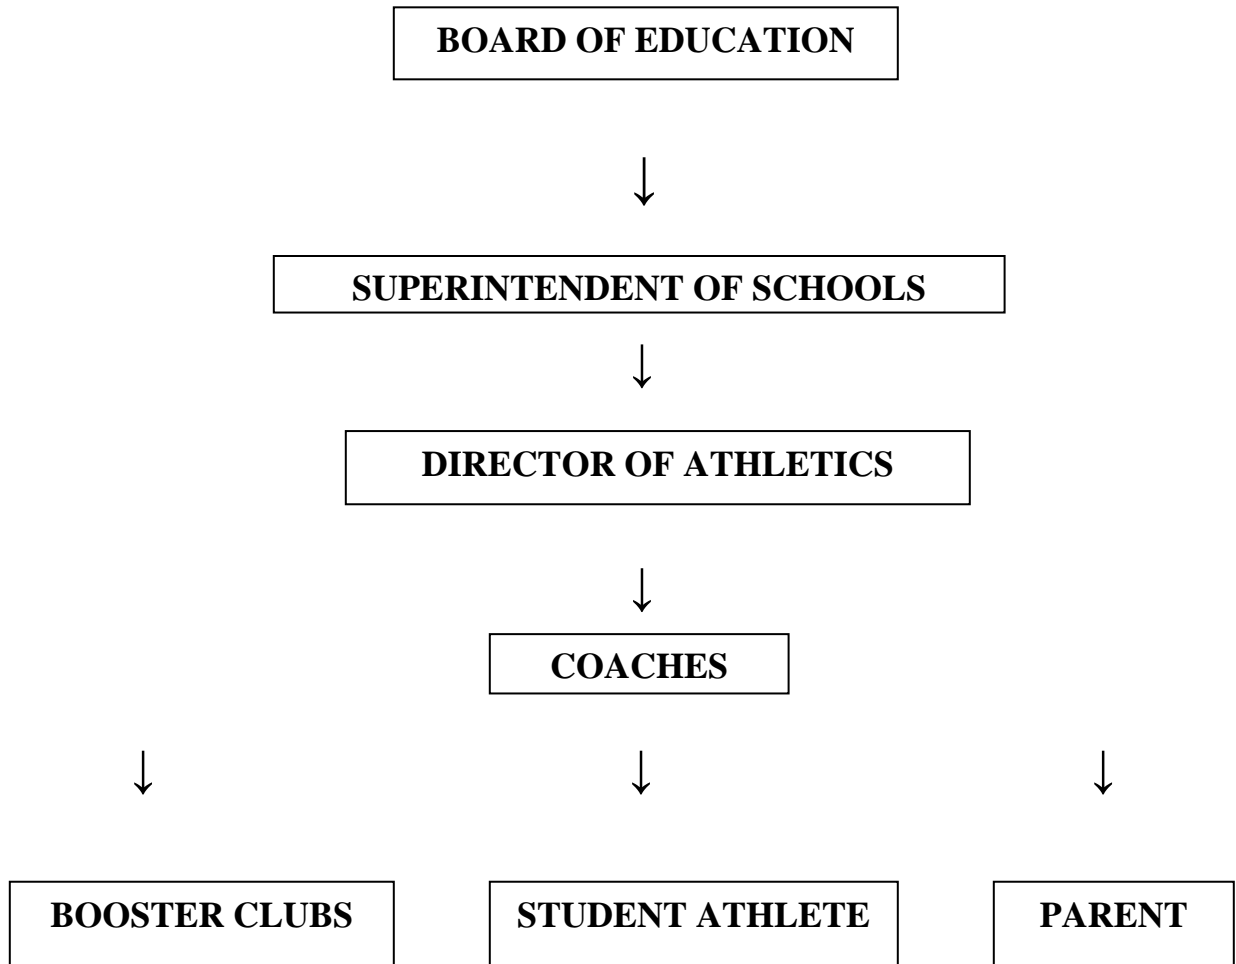 BOARD OF EDUCATION
↓
SUPERINTENDENT OF SCHOOLS
↓
DIRECTOR OF ATHLETICS
↓
COACHES
↓ ↓ ↓
BOOSTER CLUBS STUDENT ATHLETE PARENT